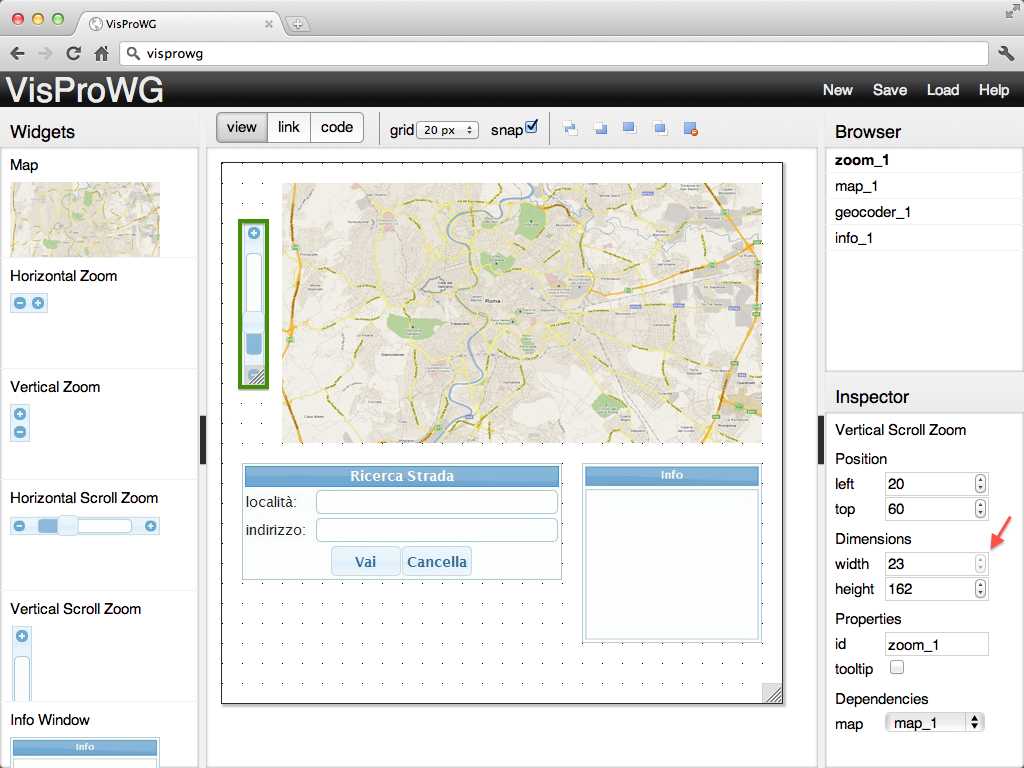 VisProWG
visprowg
VisProWG
New Save Load Help
Widgets
view link code
grid 20 px snap
Browser
Map
Horizontal Zoom
Vertical Zoom
Horizontal Scroll Zoom
Vertical Scroll Zoom
Info Window
Info
Roma
Ricerca Strada
località:
indirizzo:
Vai Cancella
Info
zoom_1
map_1
geocoder_1
info_1
Inspector
Vertical Scroll Zoom
Position
left 20
top 60
Dimensions
width 23
height 162
Properties
id zoom_1
tooltip
Dependencies
map map_1